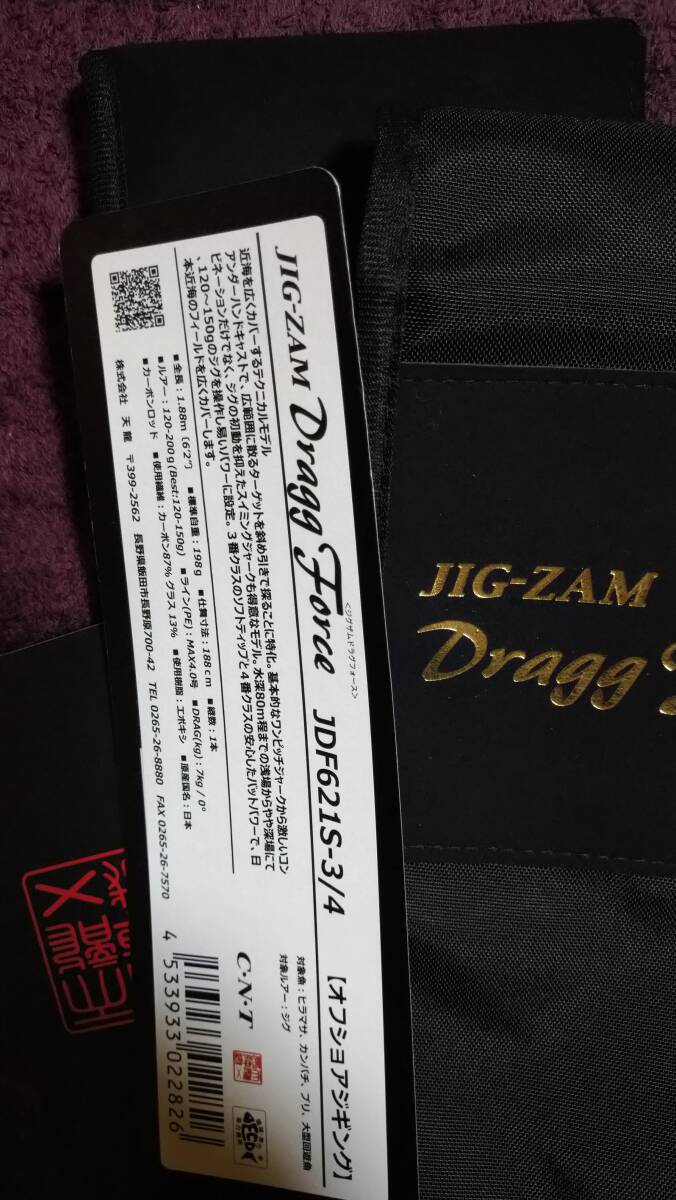 JIG-ZAM Dragg Force JDF621S-3/4 【オフショアジギング】
<ジグザムドラグフォース>
近海を広くカバーするテクニカルモデル
アンダーハンドキャストで、広範囲に散るターゲットを斜め引きで探ることに特化。基本的なワンピッチジャークから激しいコン
ビネーションだけでなく、ジグの初動を抑えたスイミングジャークも得意なモデル。水深80m程までの浅場からやや深場にて
、120～150gのジグを操作し易いパワーに設定。3番クラスのソフトティップと4番クラスの安心したバットパワーで、日
本近海のフィールドを広くカバーします。
■全長：1.88m（6'2"） ■標準自重：198g ■仕舞寸法：188cm ■継数：1本
■ルアー：120-200g(Best:120-150g) ■ライン(PE)：MAX4.0号 ■DRAG(kg)：7kg / 0°
■カーボンロッド ■使用繊維：カーボン87% グラス13% ■使用樹脂：エポキシ ■原産国名：日本
株式会社 天龍 〒399-2562 長野県飯田市長野原700-42 TEL 0265-26-8880 FAX 0265-26-7570
対象魚：ヒラマサ、カンパチ、ブリ、大型回遊魚
対象ルアー：ジグ
C・N・T
4 533933 022826
JIG-ZAM
Dragg